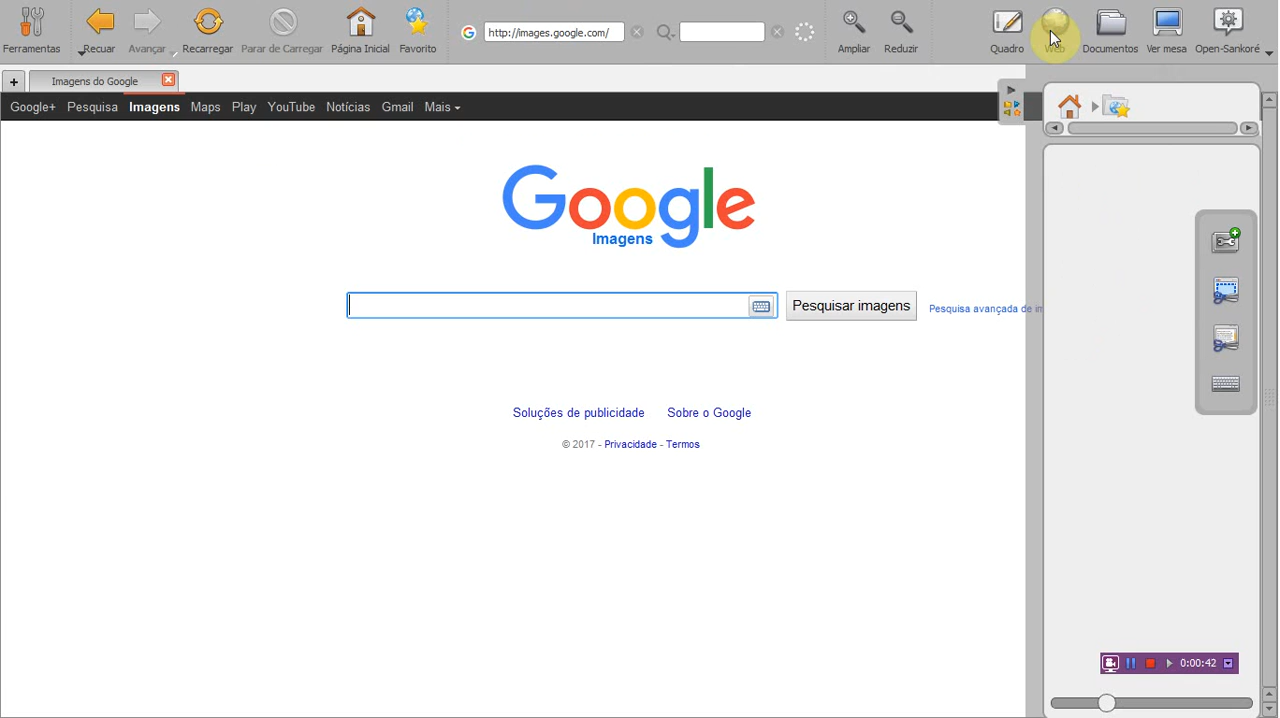 Ferramentas Recuar Avançar Recarregar Parar de Carregar Página Inicial Favorito http://images.google.com/ Ampliar Reduzir Quadro Web Documentos Ver mesa Open-Sankoré
Imagens do Google
Google+ Pesquisa Imagens Maps Play YouTube Notícias Gmail Mais
Google
Imagens
Pesquisar imagens Pesquisa avançada de
Soluções de publicidade Sobre o Google
© 2017 - Privacidade - Termos
0:00:42